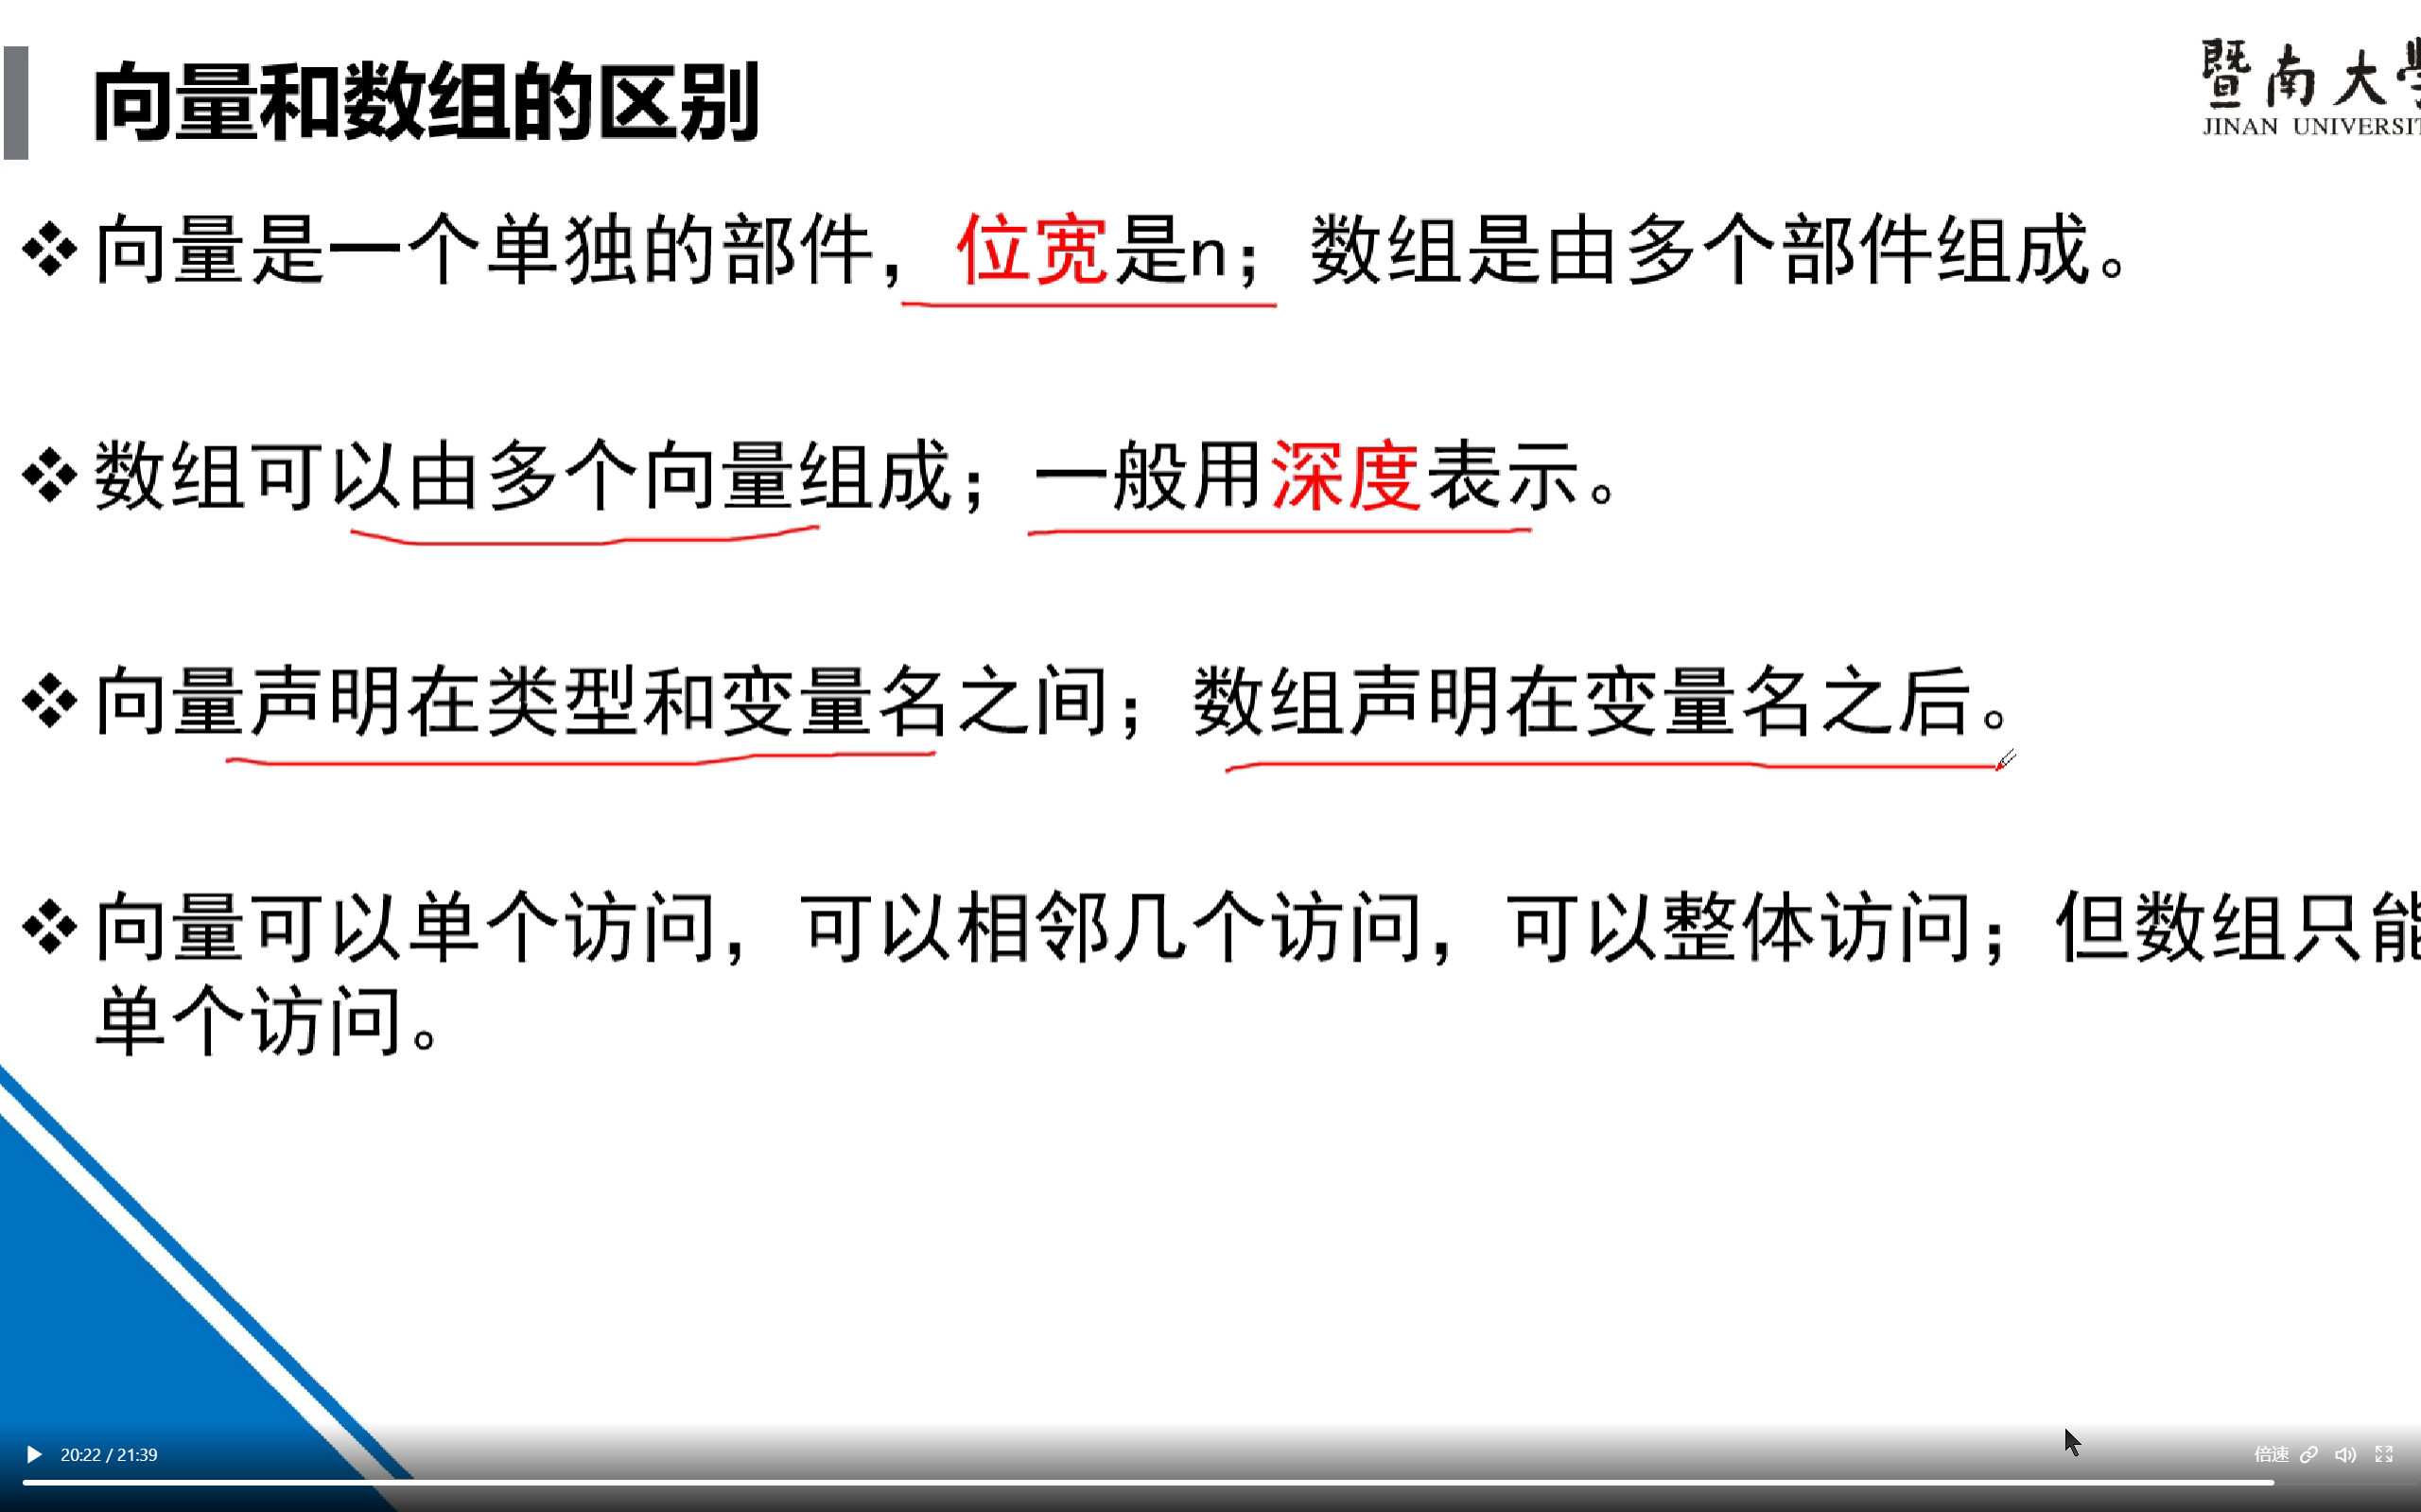 向量和数组的区别
暨南大
JINAN UNIVERSIT
向量是一个单独的部件，位宽是n；数组是由多个部件组成。
数组可以由多个向量组成；一般用深度表示。
向量声明在类型和变量名之间；数组声明在变量名之后。
向量可以单个访问，可以相邻几个访问，可以整体访问；但数组只能
单个访问。
20:22 / 21:39
倍速